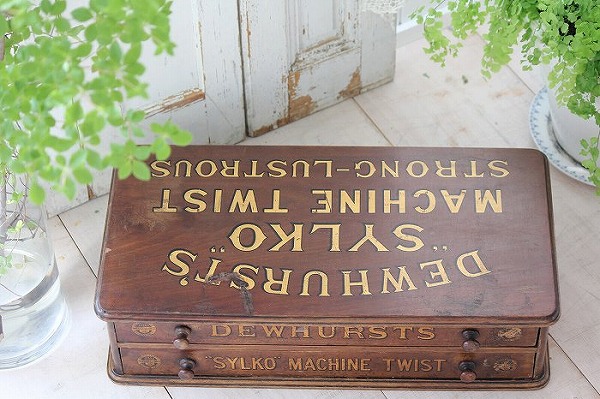 DEWHURST'S
"SYLKO"
MACHINE TWIST
STRONG-LUSTROUS
DEWHURSTS
"SYLKO" MACHINE TWIST